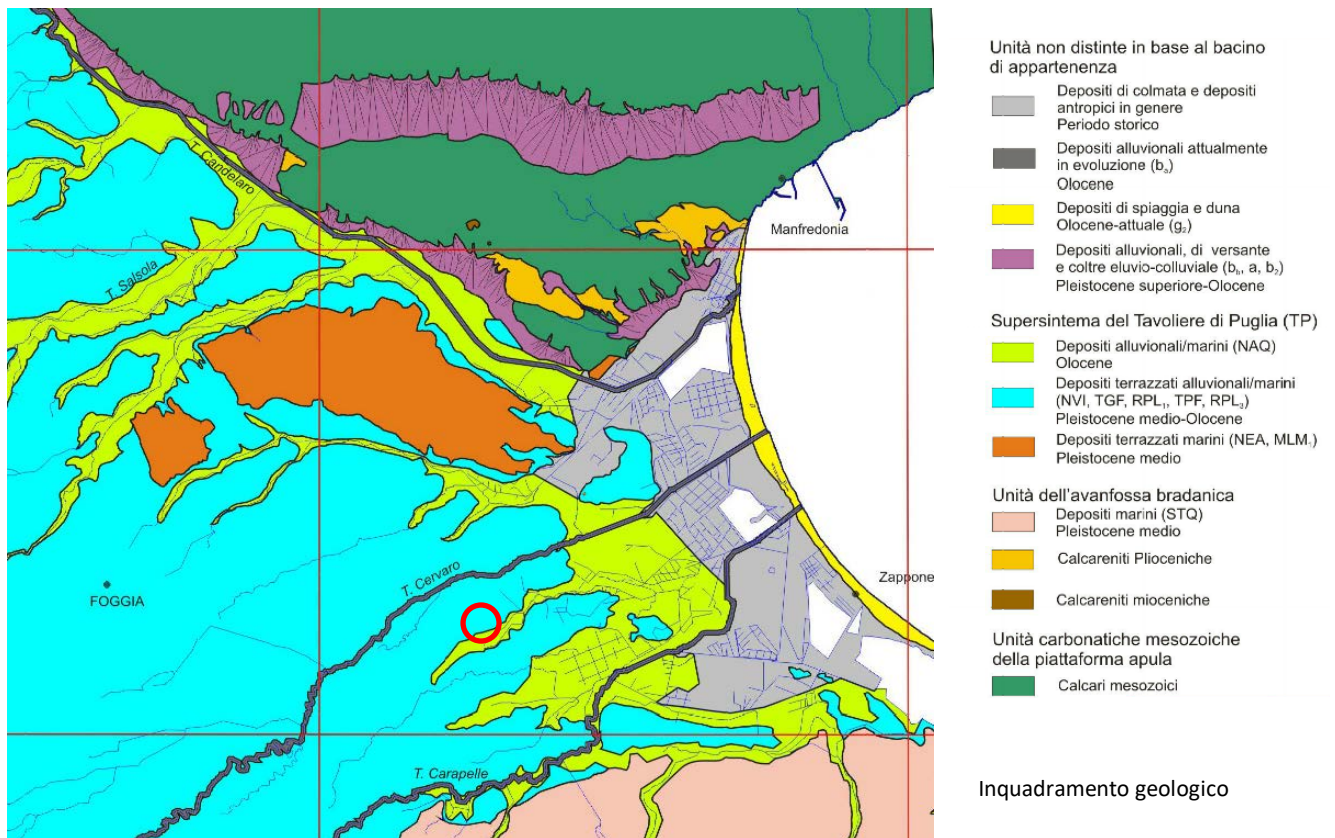 T. Candelaro
T. Salsola
Manfredonia
FOGGIA
T. Cervaro
Zappone
T. Carapelle
Unità non distinte in base al bacino
di appartenenza
Depositi di colmata e depositi
antropici in genere
Periodo storico
Depositi alluvionali attualmente
in evoluzione (bₐ)
Olocene
Depositi di spiaggia e duna
Olocene-attuale (g₂)
Depositi alluvionali, di versante
e coltre eluvio-colluviale (bb, a, b₂)
Pleistocene superiore-Olocene
Supersintema del Tavoliere di Puglia (TP)
Depositi alluvionali/marini (NAQ)
Olocene
Depositi terrazzati alluvionali/marini
(NVI, TGF, RPL₁, TPF, RPL₃)
Pleistocene medio-Olocene
Depositi terrazzati marini (NEA, MLM₁)
Pleistocene medio
Unità dell'avanfossa bradanica
Depositi marini (STQ)
Pleistocene medio
Calcareniti Plioceniche
Calcareniti mioceniche
Unità carbonatiche mesozoiche
della piattaforma apula
Calcari mesozoici
Inquadramento geologico